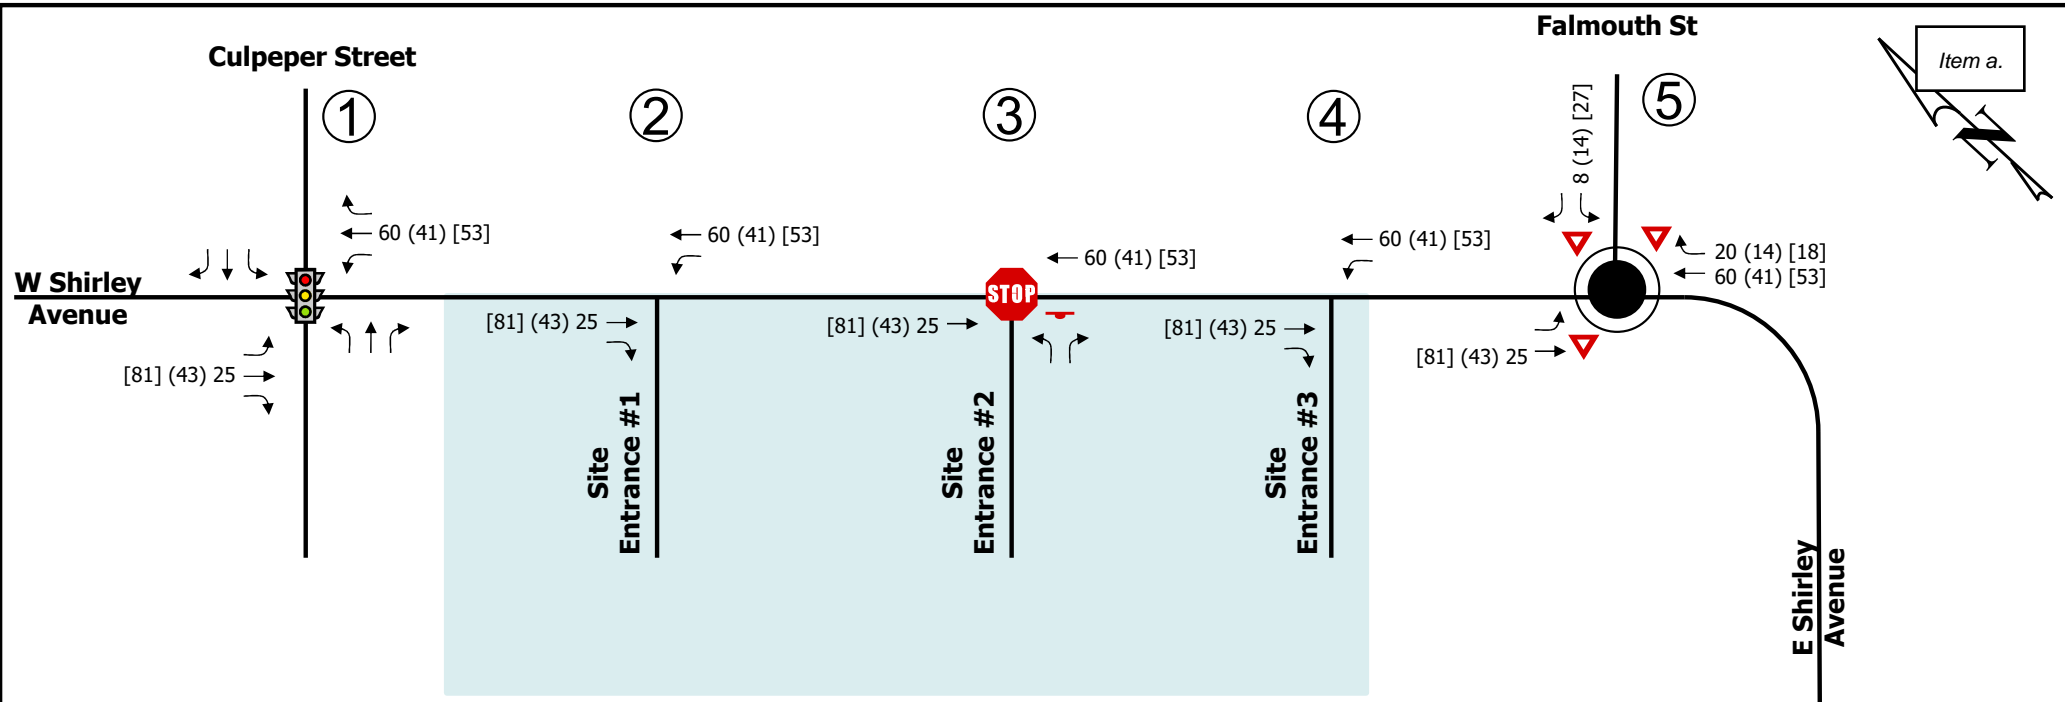 Falmouth St
Item a.
Culpeper Street
1
2
3
4
5
8 (14) [27]
60 (41) [53]
60 (41) [53]
60 (41) [53]
60 (41) [53]
20 (14) [18]
60 (41) [53]
W Shirley
Avenue
STOP
[81] (43) 25
[81] (43) 25
[81] (43) 25
[81] (43) 25
[81] (43) 25
Site
Entrance #1
Site
Entrance #2
Site
Entrance #3
E Shirley
Avenue
N